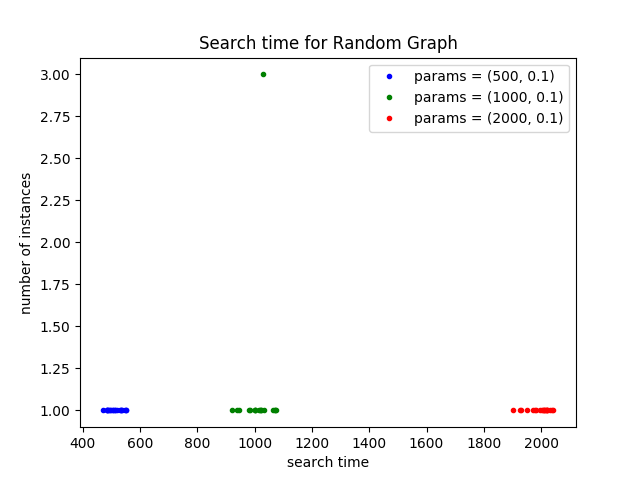 Search time for Random Graph
3.00
2.75
2.50
2.25
2.00
1.75
1.50
1.25
1.00
number of instances
params = (500, 0.1)
params = (1000, 0.1)
params = (2000, 0.1)
400 600 800 1000 1200 1400 1600 1800 2000
search time